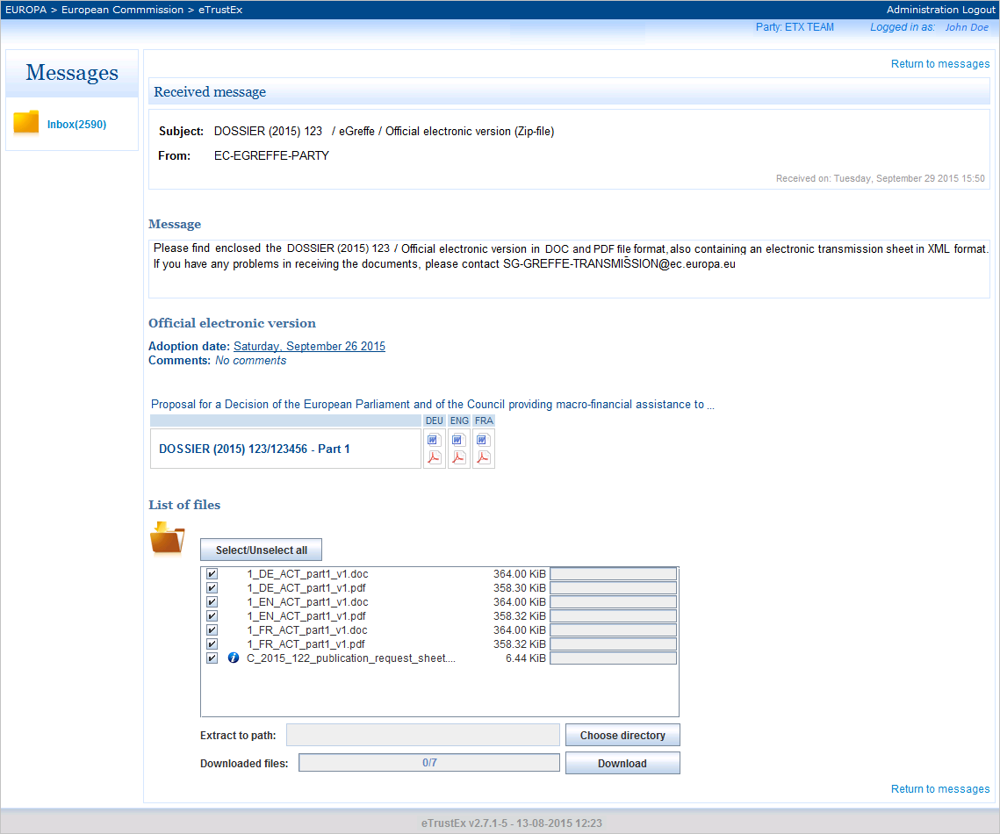 EUROPA > European Commmission > eTrustEx Administration Logout
Party: ETX TEAM Logged in as: John Doe
Messages
Inbox(2590)
Return to messages
Received message
Subject: DOSSIER (2015) 123 / eGreffe / Official electronic version (Zip-file)
From: EC-EGREFFE-PARTY
Received on: Tuesday, September 29 2015 15:50
Message
Please find enclosed the DOSSIER (2015) 123 / Official electronic version in DOC and PDF file format, also containing an electronic transmission sheet in XML format.
If you have any problems in receiving the documents, please contact SG-GREFFE-TRANSMISSION@ec.europa.eu
Official electronic version
Adoption date: Saturday, September 26 2015
Comments: No comments
Proposal for a Decision of the European Parliament and of the Council providing macro-financial assistance to ...
DEU ENG FRA
DOSSIER (2015) 123/123456 - Part 1
List of files
Select/Unselect all
1_DE_ACT_part1_v1.doc 364.00 KiB
1_DE_ACT_part1_v1.pdf 358.30 KiB
1_EN_ACT_part1_v1.doc 364.00 KiB
1_EN_ACT_part1_v1.pdf 358.32 KiB
1_FR_ACT_part1_v1.doc 364.00 KiB
1_FR_ACT_part1_v1.pdf 358.32 KiB
C_2015_122_publication_request_sheet.... 6.44 KiB
Extract to path: Choose directory
Downloaded files: 0/7 Download
Return to messages
eTrustEx v2.7.1-5 - 13-08-2015 12:23